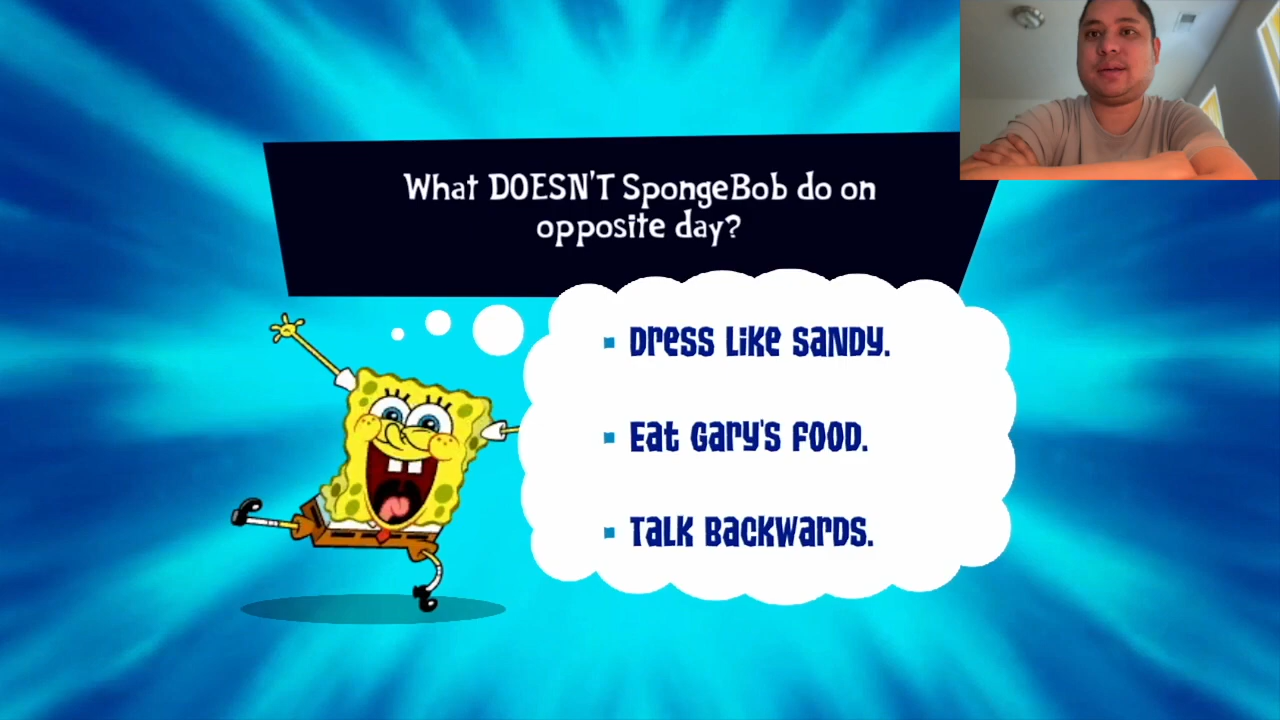 What DOESN'T SpongeBob do on
opposite day?
Dress like Sandy.
Eat Gary's food.
Talk backwards.